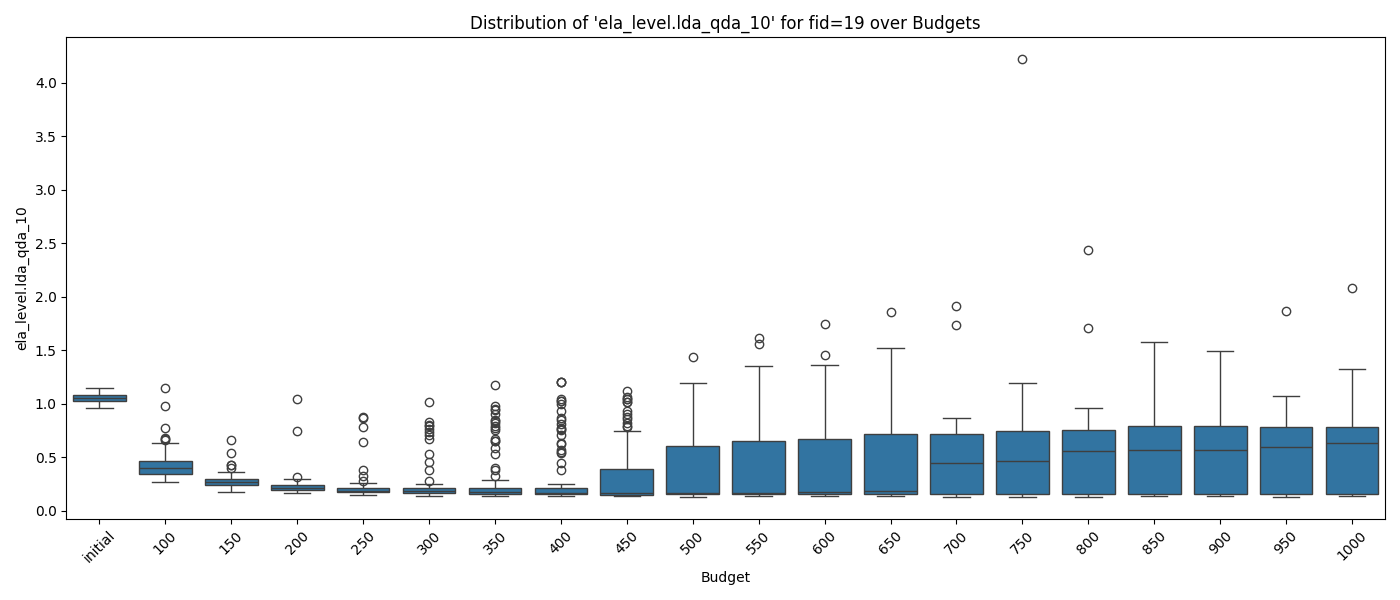 Distribution of 'ela_level.lda_qda_10' for fid=19 over Budgets
ela_level.lda_qda_10
4.0
3.5
3.0
2.5
2.0
1.5
1.0
0.5
0.0
initial 100 150 200 250 300 350 400 450 500 550 600 650 700 750 800 850 900 950 1000
Budget